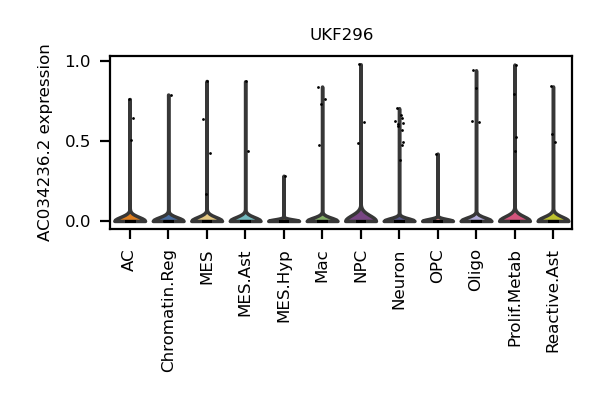 UKF296
AC034236.2 expression
1.0
0.5
0.0
AC
Chromatin.Reg
MES
MES.Ast
MES.Hyp
Mac
NPC
Neuron
OPC
Oligo
Prolif.Metab
Reactive.Ast